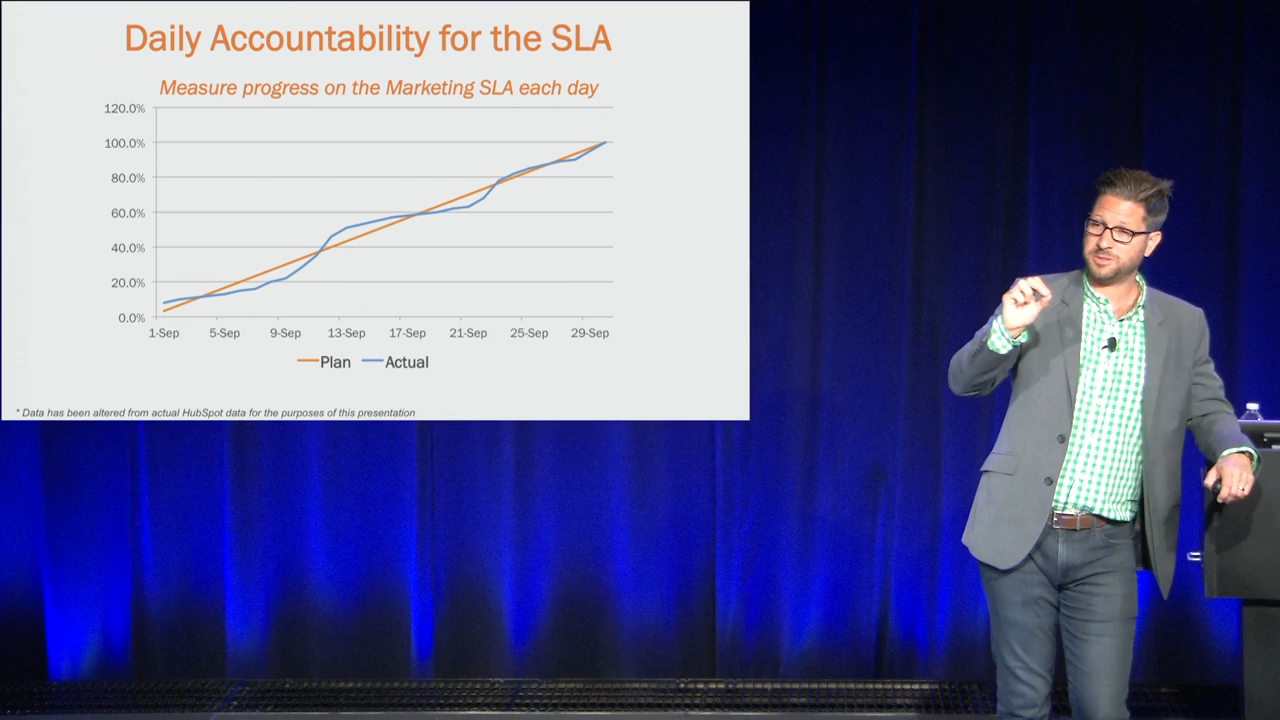 Daily Accountability for the SLA
Measure progress on the Marketing SLA each day
120.0%
100.0%
80.0%
60.0%
40.0%
20.0%
0.0%
1-Sep 5-Sep 9-Sep 13-Sep 17-Sep 21-Sep 25-Sep 29-Sep
Plan Actual
* Data has been altered from actual HubSpot data for the purposes of this presentation